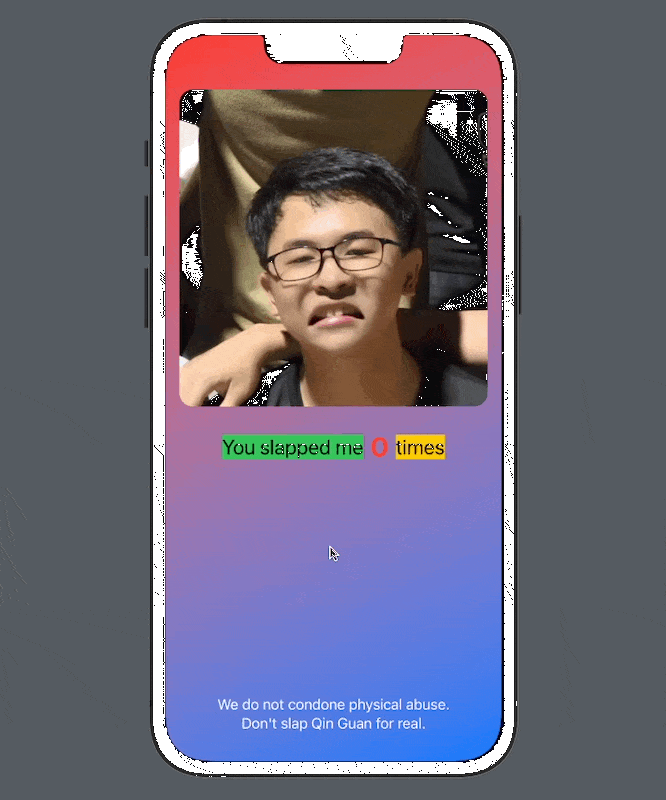 You slapped me 0 times
We do not condone physical abuse.
Don't slap Qin Guan for real.